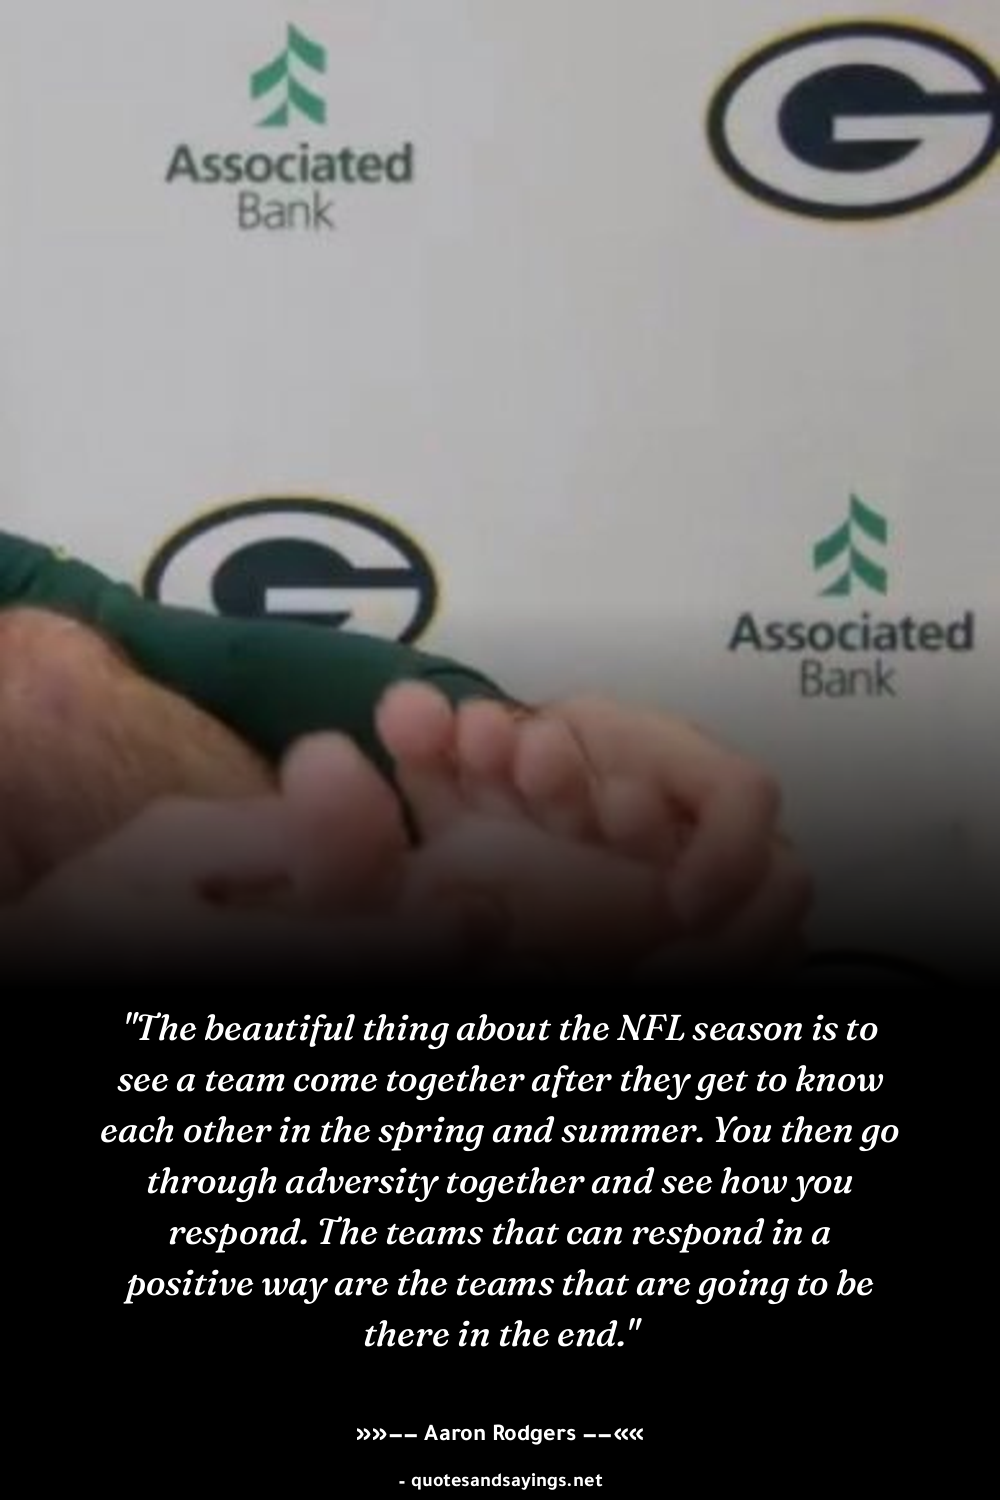 Associated
Bank
G
G
Associated
Bank
"The beautiful thing about the NFL season is to
see a team come together after they get to know
each other in the spring and summer. You then go
through adversity together and see how you
respond. The teams that can respond in a
positive way are the teams that are going to be
there in the end."
»»−− Aaron Rodgers −−««
- quotesandsayings.net